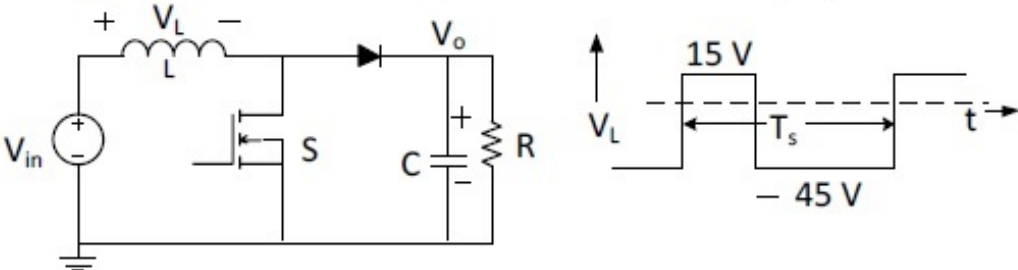 + V_L −
L
V_in
+
−
S
V_o
C
+
−
R
15 V
V_L
T_s
t
− 45 V